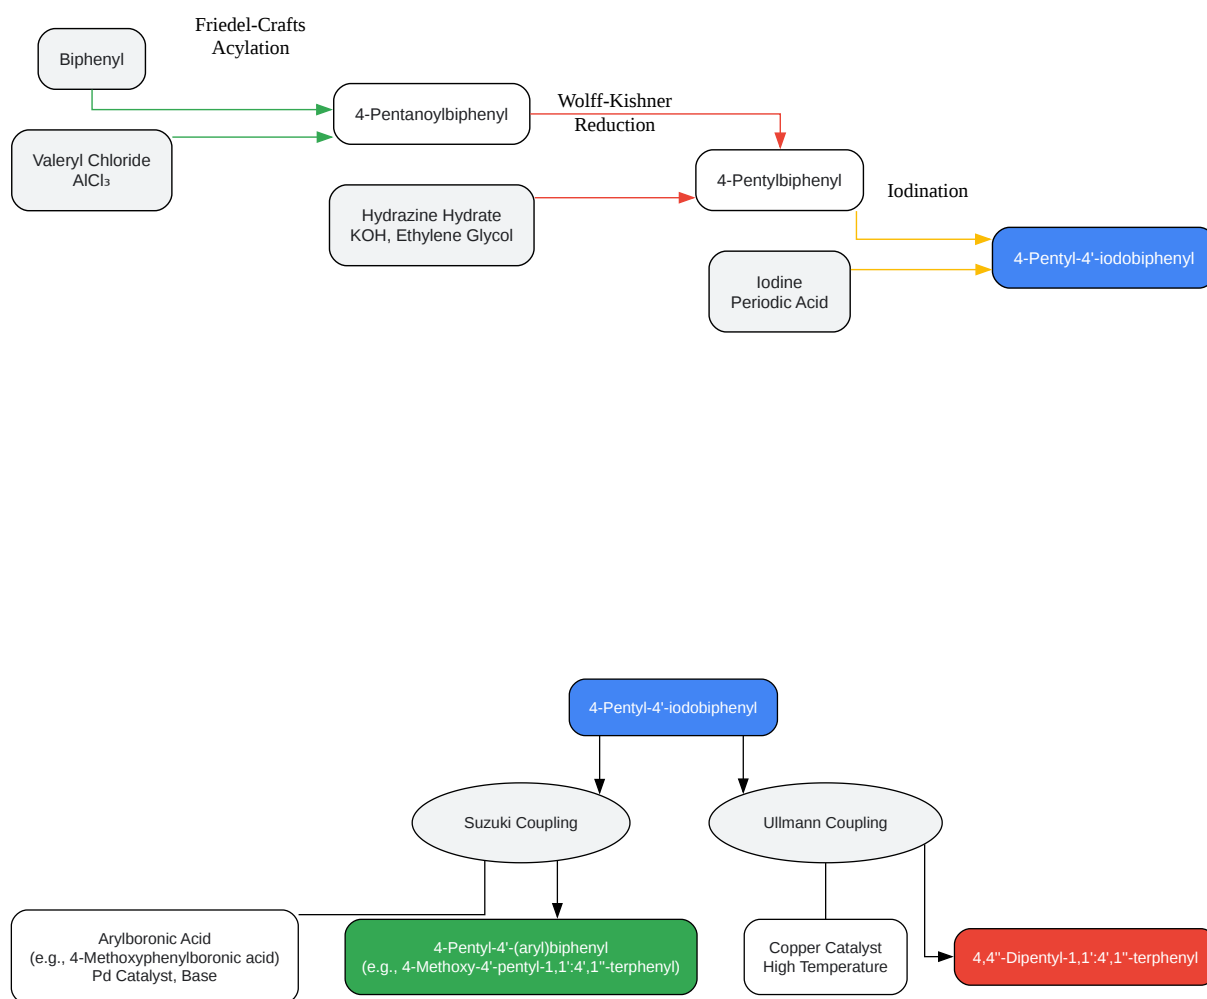 Friedel-Crafts
Acylation
Biphenyl
4-Pentanoylbiphenyl
Wolff-Kishner
Reduction
Valeryl Chloride
AlCl₃
4-Pentylbiphenyl
Iodination
Hydrazine Hydrate
KOH, Ethylene Glycol
4-Pentyl-4'-iodobiphenyl
Iodine
Periodic Acid
4-Pentyl-4'-iodobiphenyl
Suzuki Coupling
Ullmann Coupling
Arylboronic Acid
(e.g., 4-Methoxyphenylboronic acid)
Pd Catalyst, Base
4-Pentyl-4'-(aryl)biphenyl
(e.g., 4-Methoxy-4'-pentyl-1,1':4',1''-terphenyl)
Copper Catalyst
High Temperature
4,4''-Dipentyl-1,1':4',1''-terphenyl